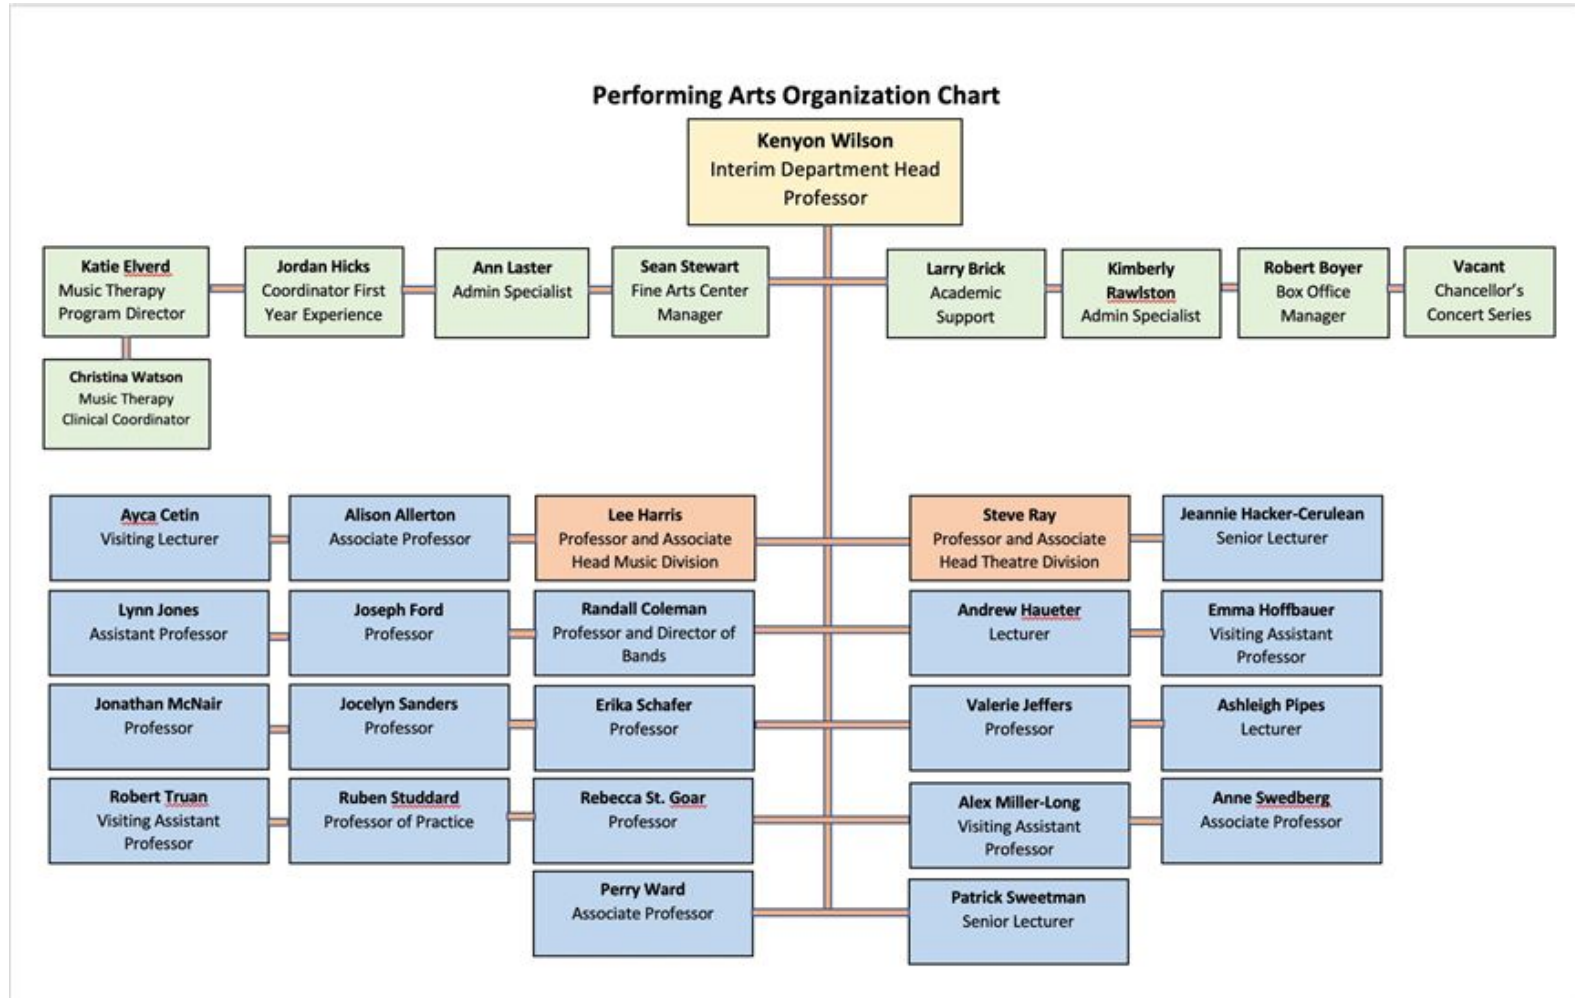 Performing Arts Organization Chart
Kenyon Wilson
Interim Department Head
Professor
Katie Elverd
Music Therapy
Program Director
Jordan Hicks
Coordinator First
Year Experience
Ann Laster
Admin Specialist
Sean Stewart
Fine Arts Center
Manager
Larry Brick
Academic
Support
Kimberly
Rawlston
Admin Specialist
Robert Boyer
Box Office
Manager
Vacant
Chancellor's
Concert Series
Christina Watson
Music Therapy
Clinical Coordinator
Ayca Cetin
Visiting Lecturer
Alison Allerton
Associate Professor
Lee Harris
Professor and Associate
Head Music Division
Steve Ray
Professor and Associate
Head Theatre Division
Jeannie Hacker-Cerulean
Senior Lecturer
Lynn Jones
Assistant Professor
Joseph Ford
Professor
Randall Coleman
Professor and Director of
Bands
Andrew Haueter
Lecturer
Emma Hoffbauer
Visiting Assistant
Professor
Jonathan McNair
Professor
Jocelyn Sanders
Professor
Erika Schafer
Professor
Valerie Jeffers
Professor
Ashleigh Pipes
Lecturer
Robert Truan
Visiting Assistant
Professor
Ruben Studdard
Professor of Practice
Rebecca St. Goar
Professor
Alex Miller-Long
Visiting Assistant
Professor
Anne Swedberg
Associate Professor
Perry Ward
Associate Professor
Patrick Sweetman
Senior Lecturer